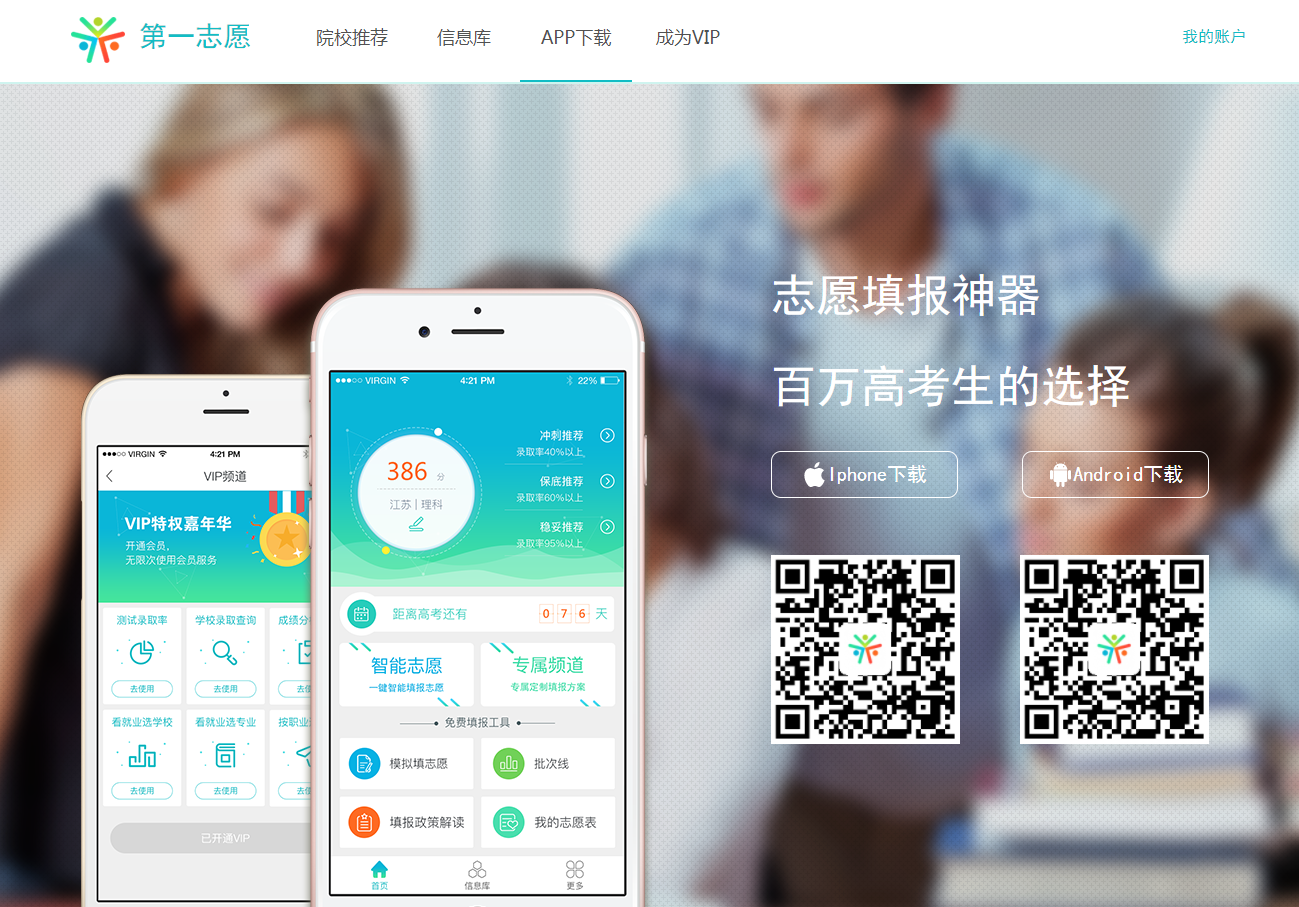 第一志愿
院校推荐 信息库 APP下载 成为VIP
我的账户
志愿填报神器
百万高考生的选择
Iphone下载 Android下载
VIRGIN 4:21 PM
VIP频道
VIP特权嘉年华
开通会员，
无限次使用会员服务
测试录取率 学校录取查询 成绩分
去使用 去使用 去使
看就业选学校 看就业选专业 按职业
去使用 去使用 去使
已开通VIP
VIRGIN 4:21 PM 22%
386 分
江苏 | 理科
冲刺推荐
录取率40%以上
保底推荐
录取率60%以上
稳妥推荐
录取率95%以上
距离高考还有 0 7 6 天
智能志愿 专属频道
一键智能填报志愿 专属定制填报方案
免费填报工具
模拟填志愿 批次线
填报政策解读 我的志愿表
首页 信息库 更多